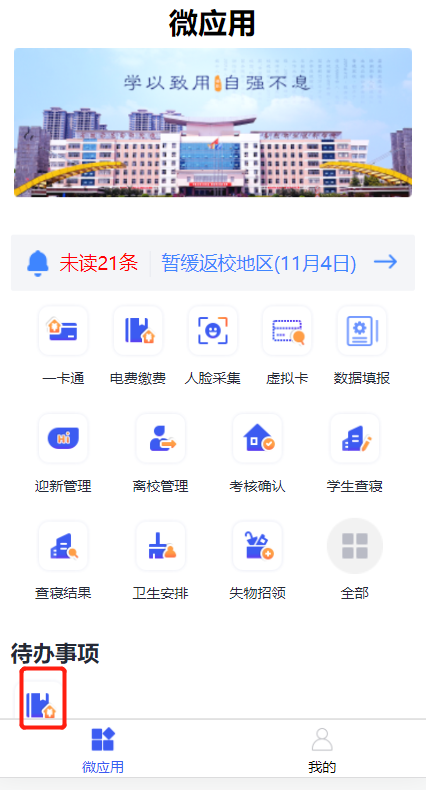 微应用
学以致用 自强不息
未读21条 暂缓返校地区(11月4日)
一卡通 电费缴费 人脸采集 虚拟卡 数据填报
Hi
迎新管理 离校管理 考核确认 学生查寝
查寝结果 卫生安排 失物招领 全部
待办事项
微应用 我的